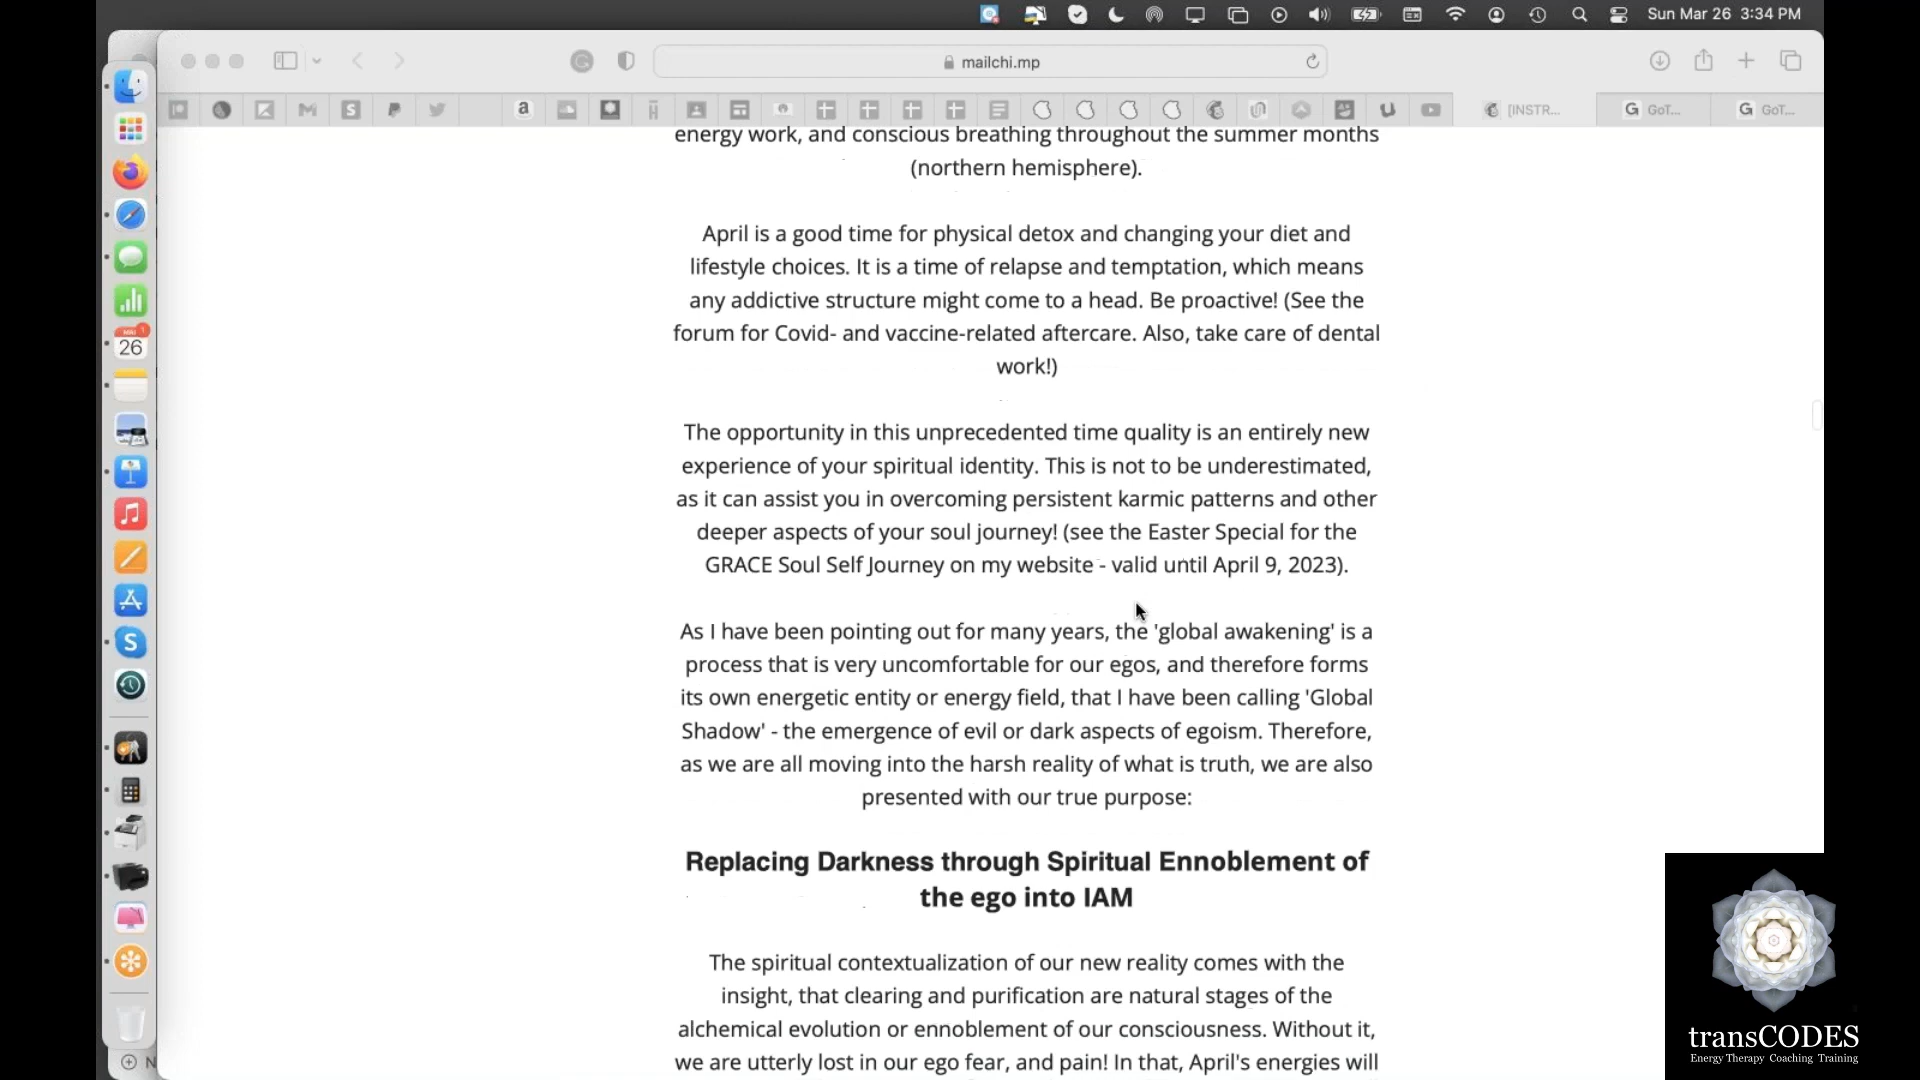 Sun Mar 26 3:34 PM
mailchi.mp
a
[INSTR...
G GoT...
G GoT...
energy work, and conscious breathing throughout the summer months
(northern hemisphere).
April is a good time for physical detox and changing your diet and
lifestyle choices. It is a time of relapse and temptation, which means
any addictive structure might come to a head. Be proactive! (See the
forum for Covid- and vaccine-related aftercare. Also, take care of dental
work!)
The opportunity in this unprecedented time quality is an entirely new
experience of your spiritual identity. This is not to be underestimated,
as it can assist you in overcoming persistent karmic patterns and other
deeper aspects of your soul journey! (see the Easter Special for the
GRACE Soul Self Journey on my website - valid until April 9, 2023).
As I have been pointing out for many years, the 'global awakening' is a
process that is very uncomfortable for our egos, and therefore forms
its own energetic entity or energy field, that I have been calling 'Global
Shadow' - the emergence of evil or dark aspects of egoism. Therefore,
as we are all moving into the harsh reality of what is truth, we are also
presented with our true purpose:
Replacing Darkness through Spiritual Ennoblement of
the ego into IAM
The spiritual contextualization of our new reality comes with the
insight, that clearing and purification are natural stages of the
alchemical evolution or ennoblement of our consciousness. Without it,
we are utterly lost in our ego fear, and pain! In that, April's energies will
26
S
N
transCODES
Energy Therapy Coaching Training